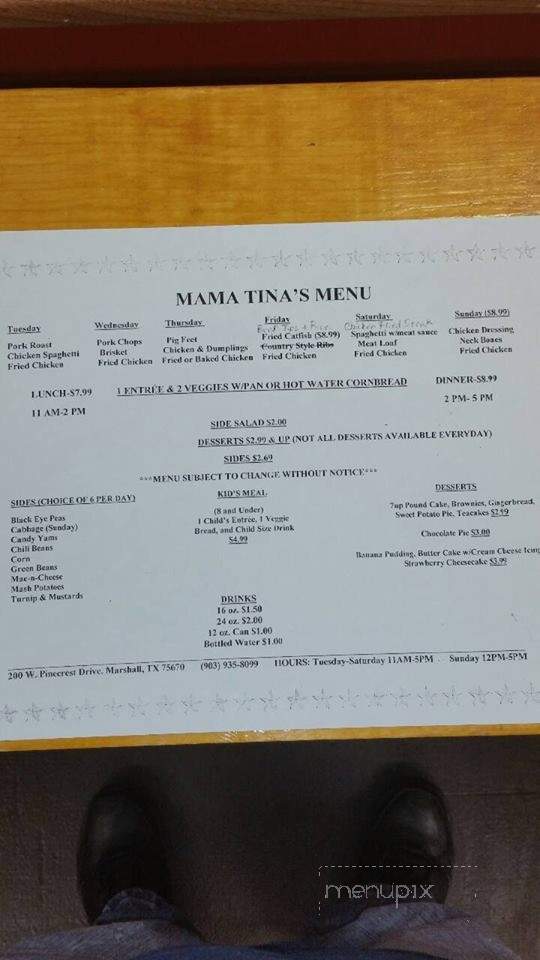 MAMA TINA'S MENU
Tuesday
Pork Roast
Chicken Spaghetti
Fried Chicken
Wednesday
Pork Chops
Brisket
Fried Chicken
Thursday
Pig Feet
Chicken & Dumplings
Fried or Baked Chicken
Friday
Beef Tips + Rice
Fried Catfish ($8.99)
Country Style Ribs
Fried Chicken
Saturday
Chicken Fried Steak
Spaghetti w/meat sauce
Meat Loaf
Fried Chicken
Sunday ($8.99)
Chicken Dressing
Neck Bones
Fried Chicken
LUNCH-$7.99
11 AM-2 PM
1 ENTRÉE & 2 VEGGIES W/PAN OR HOT WATER CORNBREAD
DINNER-$8.99
2 PM- 5 PM
SIDE SALAD $2.00
DESSERTS $2.99 & UP (NOT ALL DESSERTS AVAILABLE EVERYDAY)
SIDES $2.69
***MENU SUBJECT TO CHANGE WITHOUT NOTICE***
SIDES (CHOICE OF 6 PER DAY)
Black Eye Peas
Cabbage (Sunday)
Candy Yams
Chili Beans
Corn
Green Beans
Mac-n-Cheese
Mash Potatoes
Turnip & Mustards
KID'S MEAL
(8 and Under)
1 Child's Entrée, 1 Veggie
Bread, and Child Size Drink
$4.99
DRINKS
16 oz. $1.50
24 oz. $2.00
12 oz. Can $1.00
Bottled Water $1.00
DESSERTS
7up Pound Cake, Brownies, Gingerbread,
Sweet Potato Pie, Teacakes $2.99
Chocolate Pie $3.00
Banana Pudding, Butter Cake w/Cream Cheese Icing
Strawberry Cheesecake $3.99
200 W. Pinecrest Drive. Marshall, TX 75670 (903) 935-8099 HOURS: Tuesday-Saturday 11AM-5PM Sunday 12PM-5PM
menupix